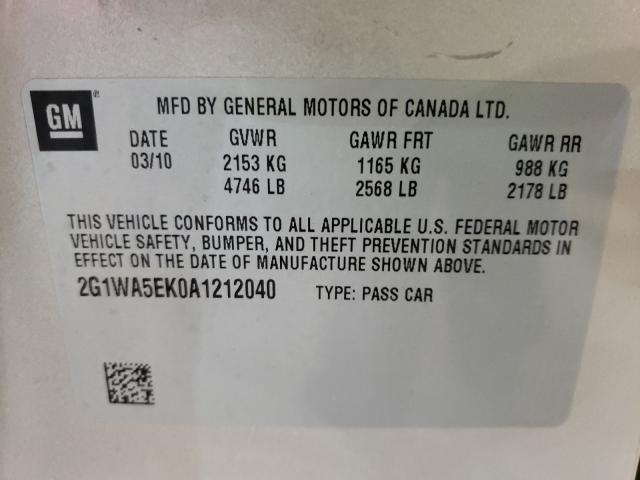 GM®
MFD BY GENERAL MOTORS OF CANADA LTD.
DATE GVWR GAWR FRT GAWR RR
03/10 2153 KG 1165 KG 988 KG
4746 LB 2568 LB 2178 LB
THIS VEHICLE CONFORMS TO ALL APPLICABLE U.S. FEDERAL MOTOR
VEHICLE SAFETY, BUMPER, AND THEFT PREVENTION STANDARDS IN
EFFECT ON THE DATE OF MANUFACTURE SHOWN ABOVE.
2G1WA5EK0A1212040 TYPE: PASS CAR